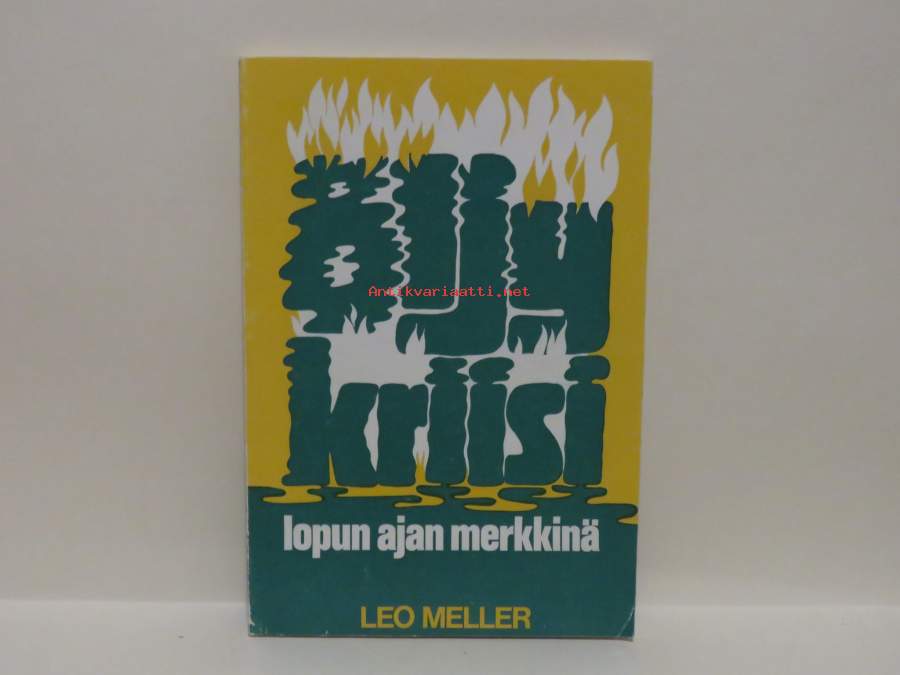 öljy
kriisi
lopun ajan merkkinä
LEO MELLER
Antikvariaatti.net